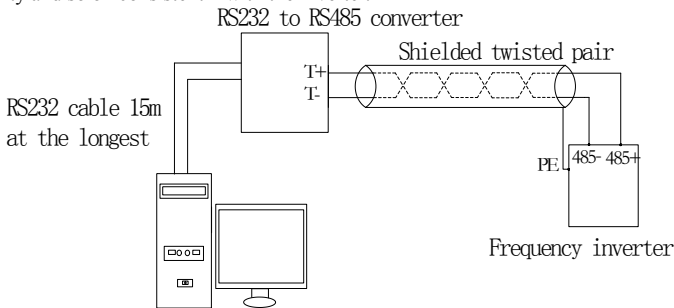 RS232 to RS485 converter
Shielded twisted pair
T+
T-
RS232 cable 15m
at the longest
PE
485- 485+
Frequency inverter